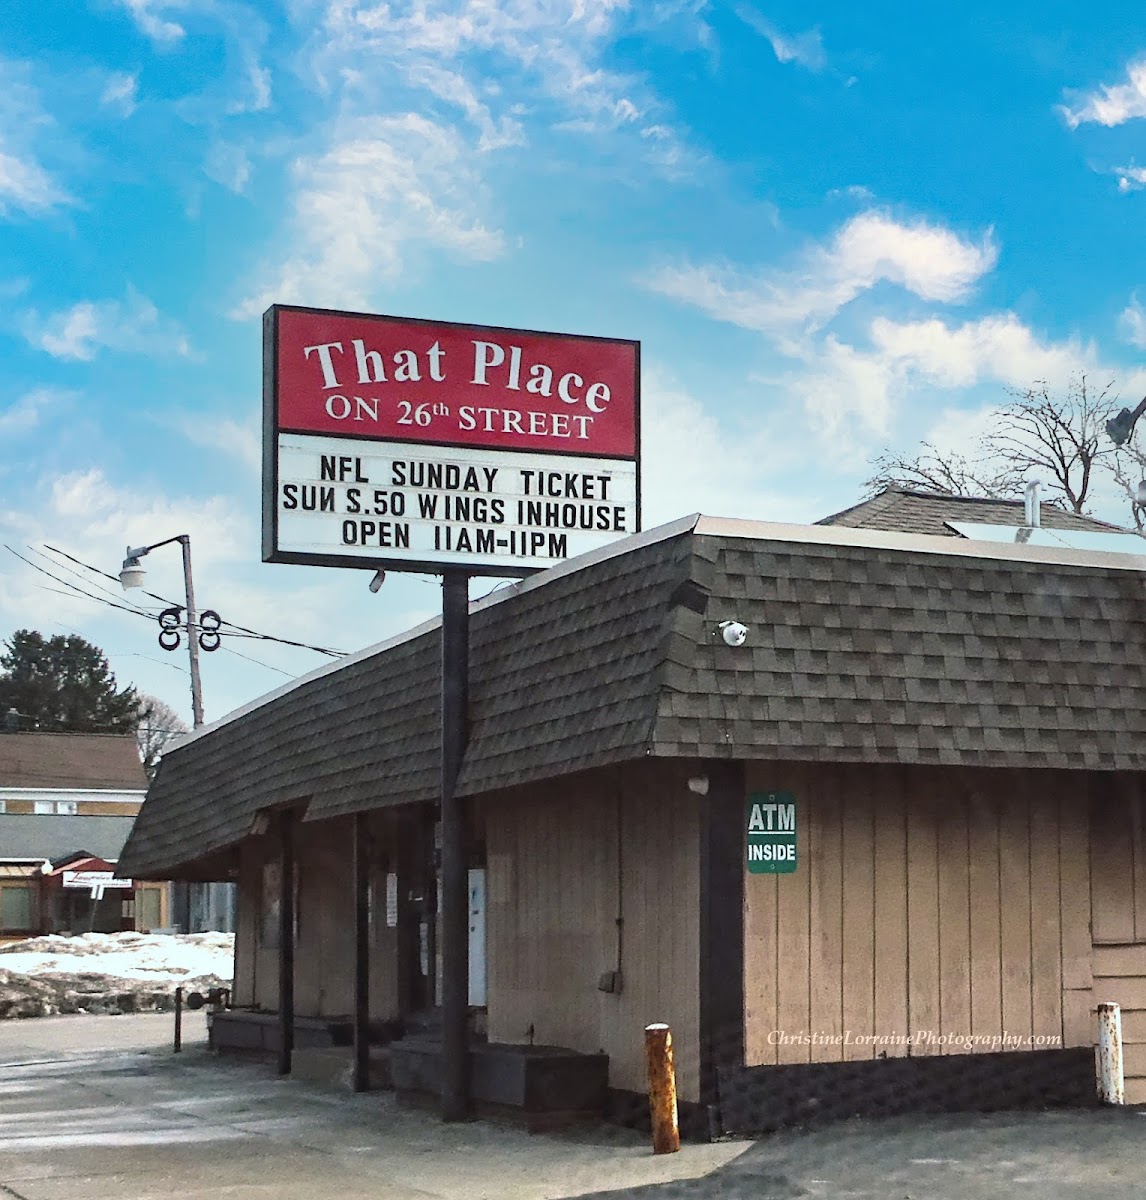 That Place
ON 26th STREET
NFL SUNDAY TICKET
SUN S.50 WINGS INHOUSE
OPEN 11AM-11PM
ATM
INSIDE
ChristineLorrainePhotography.com